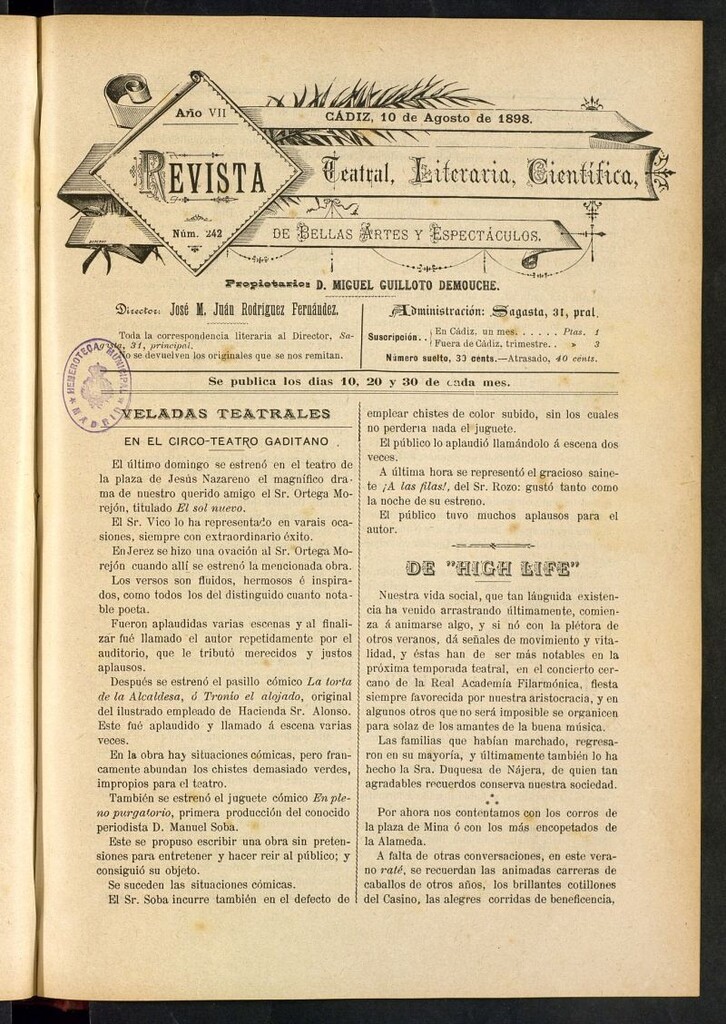 Año VII
CÁDIZ, 10 de Agosto de 1898.
REVISTA
Teatral, Literaria, Científica,
Núm. 242
DE BELLAS ARTES Y ESPECTÁCULOS.
Propietario: D. MIGUEL GUILLOTO DEMOUCHE.
Director: José M. Juán Rodríguez Fernández.
Toda la correspondencia literaria al Director, Sa-
gasta, 31, principal.
No se devuelven los originales que se nos remitan.
Administración: Sagasta, 31, pral.
Suscripción.. En Cádiz, un mes. . . . . . Ptas. 1
Fuera de Cádiz, trimestre. . » 3
Número suelto, 30 cents.—Atrasado, 40 cents.
Se publica los dias 10, 20 y 30 de cada mes.
HEMEROTECA MUNICIPAL
MADRID
VELADAS TEATRALES
EN EL CIRCO-TEATRO GADITANO .
El último domingo se estrenó en el teatro de
la plaza de Jesús Nazareno el magnífico dra-
ma de nuestro querido amigo el Sr. Ortega Mo-
rejón, titulado El sol nuevo.
El Sr. Vico lo ha representado en varais oca-
siones, siempre con extraordinario éxito.
En Jerez se hizo una ovación al Sr. Ortega Mo-
rejón cuando allí se estrenó la mencionada obra.
Los versos son fluidos, hermosos é inspira-
dos, como todos los del distinguido cuanto nota-
ble poeta.
Fueron aplaudidas varias escenas y al finali-
zar fué llamado el autor repetidamente por el
auditorio, que le tributó merecidos y justos
aplausos.
Después se estrenó el pasillo cómico La torta
de la Alcaldesa, ó Tronío el alojado, original
del ilustrado empleado de Hacienda Sr. Alonso.
Este fué aplaudido y llamado á escena varias
veces.
En la obra hay situaciones cómicas, pero fran-
camente abundan los chistes demasiado verdes,
impropios para el teatro.
También se estrenó el juguete cómico En ple-
no purgatorio, primera producción del conocido
periodista D. Manuel Soba.
Este se propuso escribir una obra sin preten-
siones para entretener y hacer reir al público; y
consiguió su objeto.
Se suceden las situaciones cómicas.
El Sr. Soba incurre también en el defecto de
emplear chistes de color subido, sin los cuales
no perdería nada el juguete.
El público lo aplaudió llamándolo á escena dos
veces.
A última hora se representó el gracioso saine-
te ¡A las filas!, del Sr. Rozo: gustó tanto como
la noche de su estreno.
El público tuvo muchos aplausos para el
autor.
DE "HIGH LIFE"
Nuestra vida social, que tan lánguida existen-
cia ha venido arrastrando últimamente, comien-
za á animarse algo, y si nó con la plétora de
otros veranos, dá señales de movimiento y vita-
lidad, y éstas han de ser más notables en la
próxima temporada teatral, en el concierto cer-
cano de la Real Academía Filarmónica, fiesta
siempre favorecida por nuestra aristocracia, y en
algunos otros que no será imposible se organicen
para solaz de los amantes de la buena música.
Las familias que habían marchado, regresa-
ron en su mayoría, y últimamente también lo ha
hecho la Sra. Duquesa de Nájera, de quien tan
agradables recuerdos conserva nuestra sociedad.
Por ahora nos contentamos con los corros de
la plaza de Mina ó con los más encopetados de
la Alameda.
A falta de otras conversaciones, en este vera-
no raté, se recuerdan las animadas carreras de
caballos de otros años, los brillantes cotillones
del Casino, las alegres corridas de beneficencia,